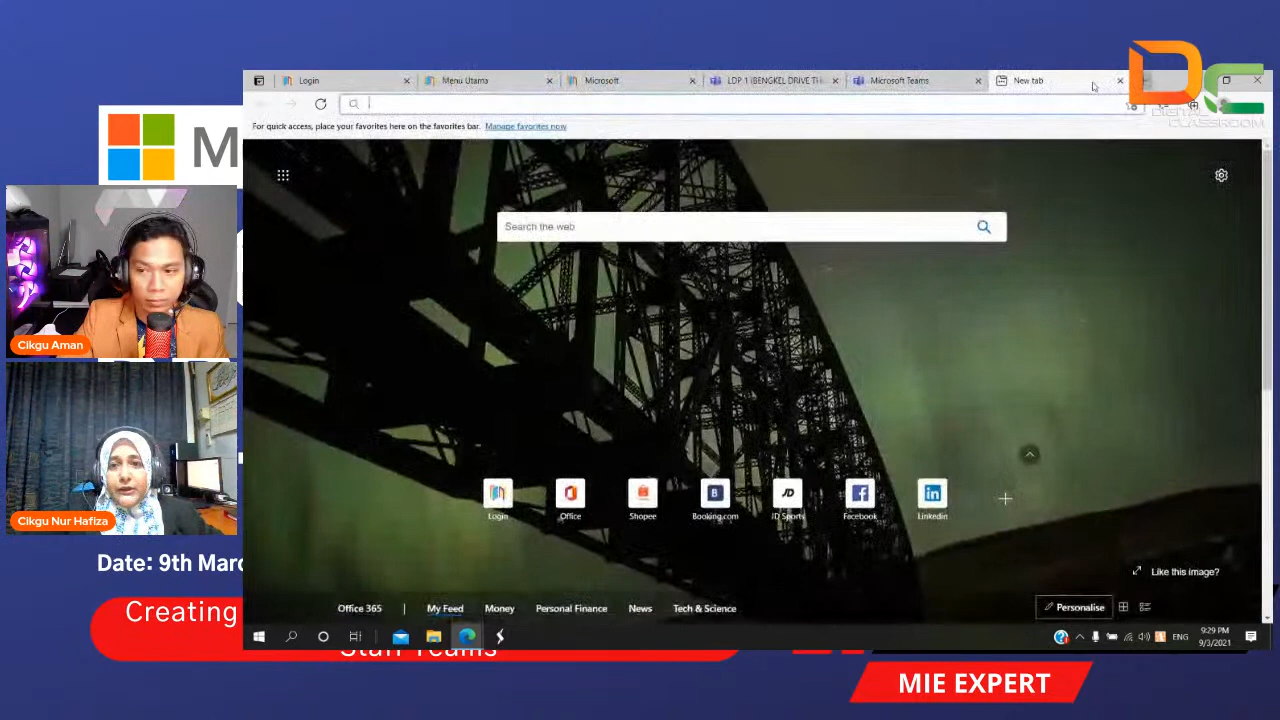 Login
Menu Utama
Microsoft
LDP 1 (BENGKEL DRIVE TH
Microsoft Teams
New tab
DIGITAL
CLASSROOM
For quick access, place your favorites here on the favorites bar. Manage favorites now
M
Search the web
Cikgu Aman
Cikgu Nur Hafiza
Login
Office
Shopee
Booking.com
JD Sports
Facebook
Linkedin
Date: 9th Marc
Like this image?
Creating
Office 365 | My Feed Money Personal Finance News Tech & Science
Personalise
ENG
9:29 PM
9/3/2021
Staff Teams
MIE EXPERT